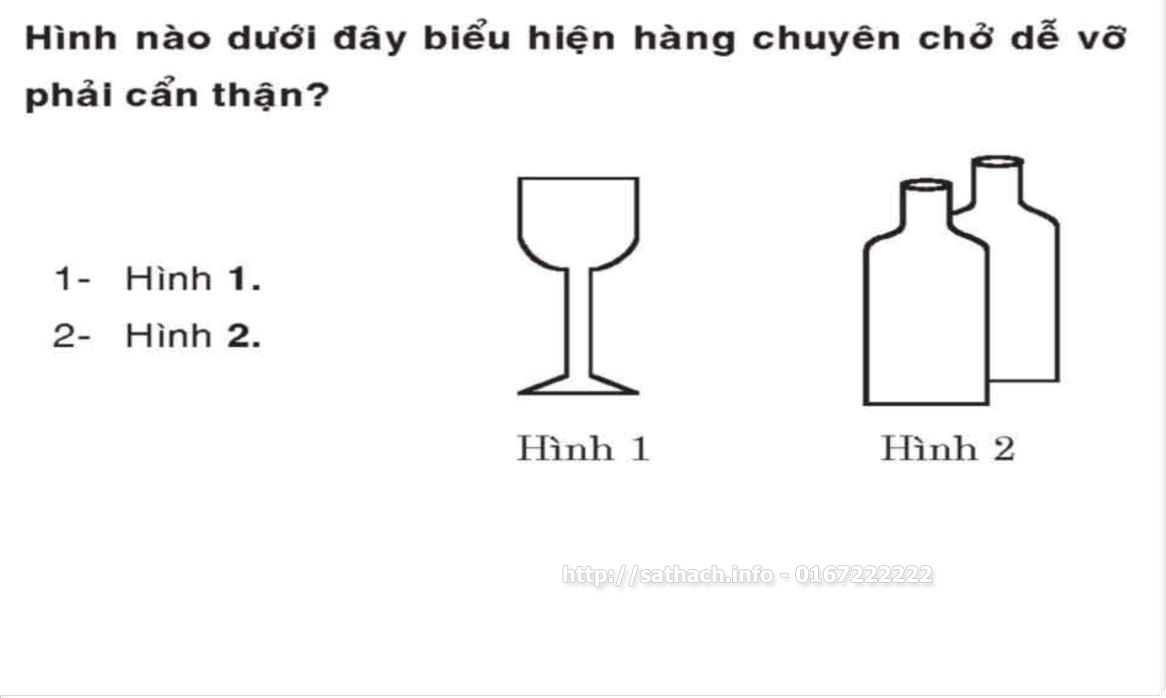 Hình nào dưới đây biểu hiện hàng chuyên chở dễ vỡ
phải cẩn thận?
1- Hình 1.
2- Hình 2.
Hình 1
Hình 2
http://sathach.info - 0167222222